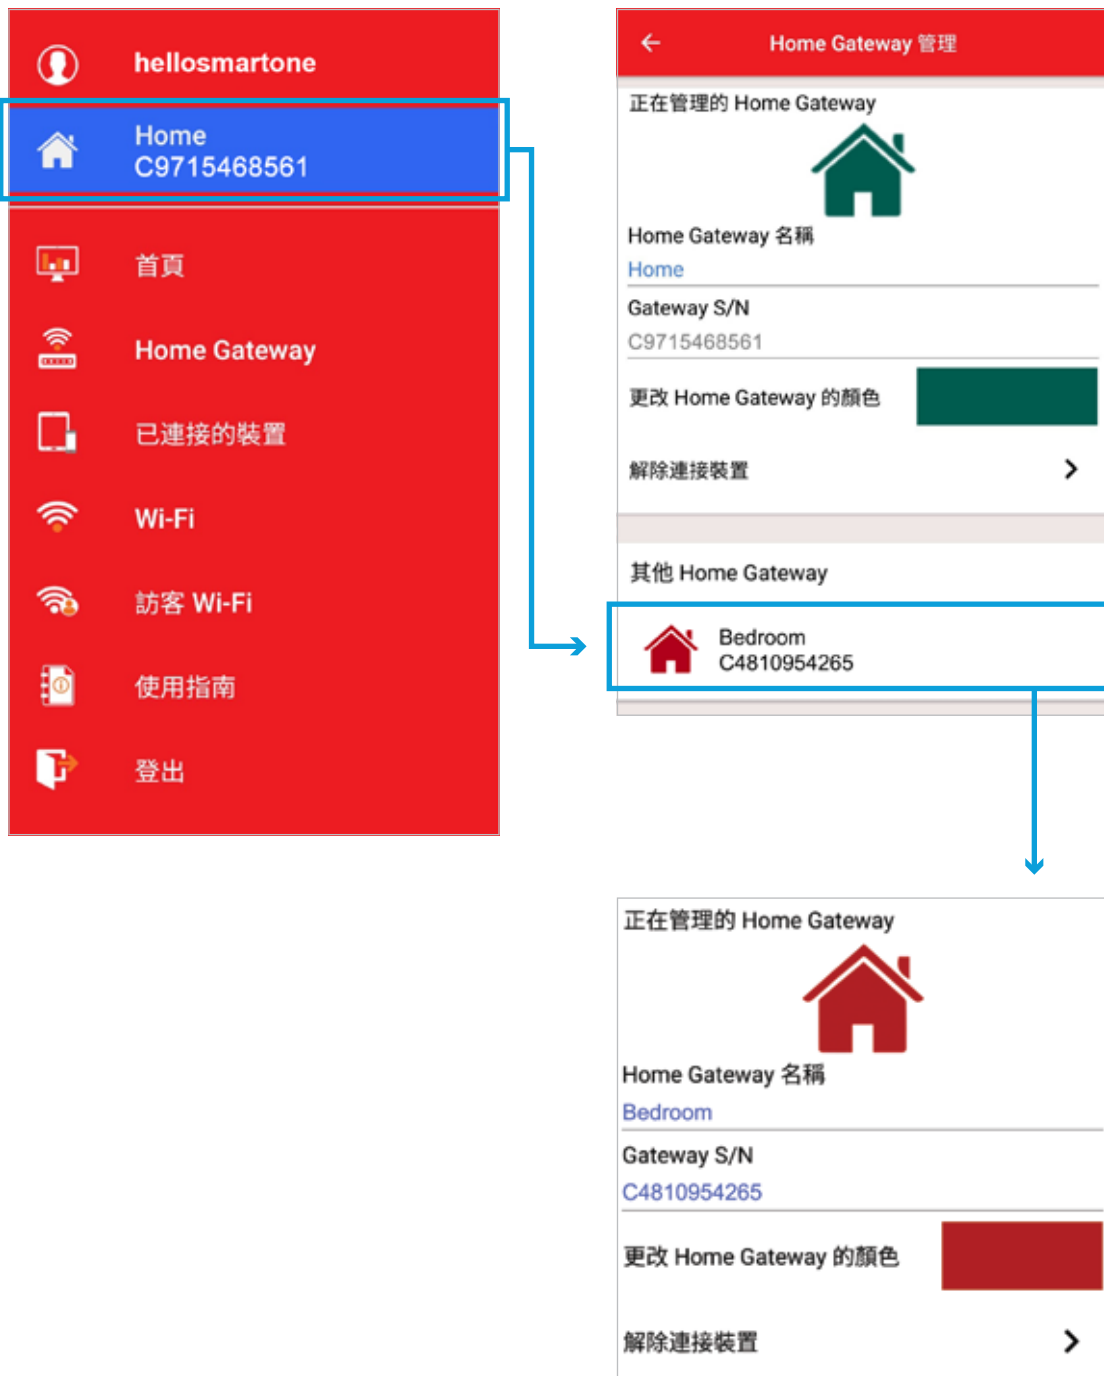 hellosmartone
Home
C9715468561
首頁
Home Gateway
已連接的裝置
Wi-Fi
訪客 Wi-Fi
使用指南
登出
Home Gateway 管理
正在管理的 Home Gateway
Home Gateway 名稱
Home
Gateway S/N
C9715468561
更改 Home Gateway 的顏色
解除連接裝置
其他 Home Gateway
Bedroom
C4810954265
正在管理的 Home Gateway
Home Gateway 名稱
Bedroom
Gateway S/N
C4810954265
更改 Home Gateway 的顏色
解除連接裝置